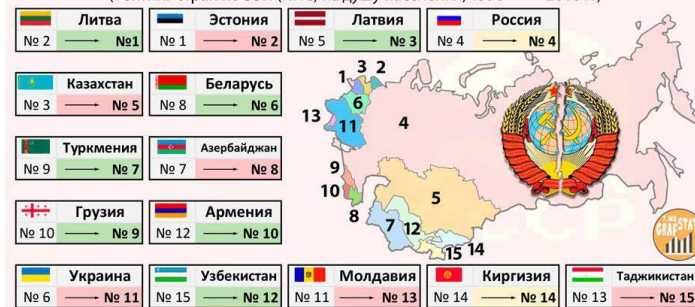 Литва Эстония Латвия Россия
№ 2 → №1 № 1 → № 2 № 5 → № 3 № 4 → № 4
Казахстан Беларусь
№ 3 → № 5 № 8 → № 6
Туркмения Азербайджан
№ 9 → № 7 № 7 → № 8
Грузия Армения
№ 10 → № 9 № 12 → № 10
Украина Узбекистан Молдавия Киргизия Таджикистан
№ 6 → № 11 № 15 → № 12 № 11 → № 13 № 14 → № 14 № 13 → № 15
1 3 2
6
13 11 4
9
10 5
8 7 12
15 14
T.ME
GRAFSTAT